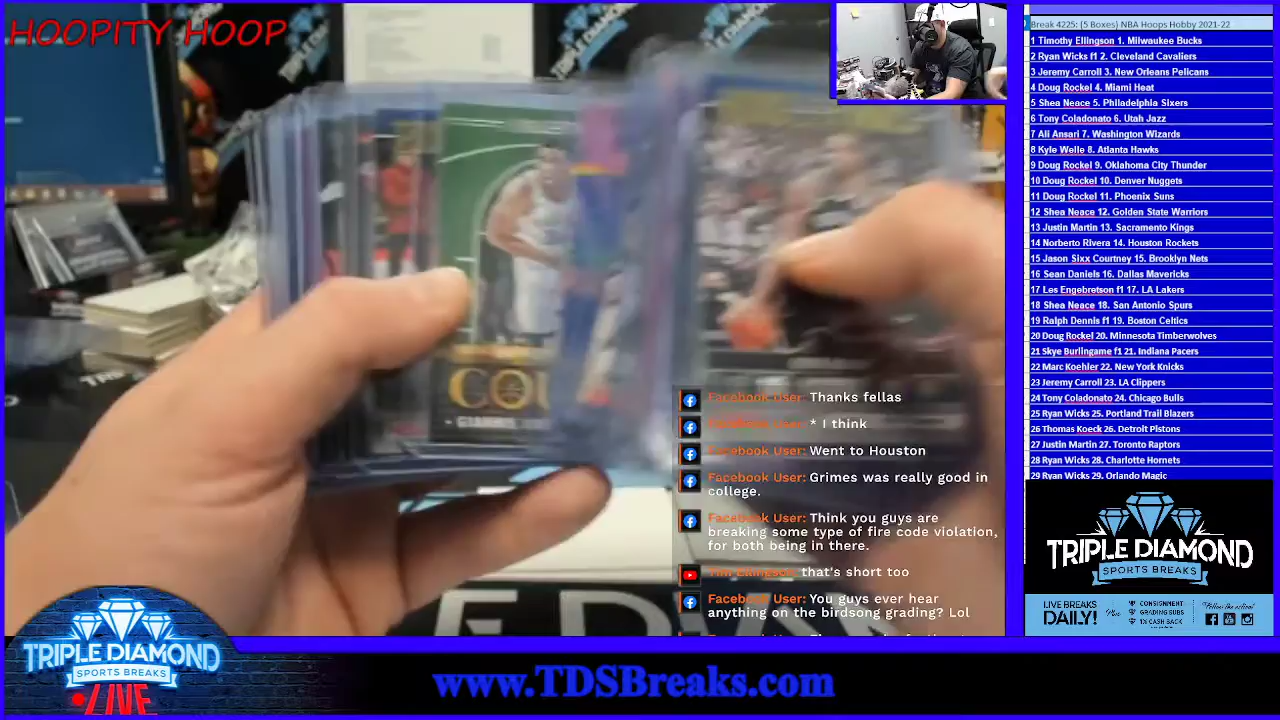 HOOPITY HOOP
Break 4225: (5 Boxes) NBA Hoops Hobby 2021-22
1 Timothy Ellingson 1. Milwaukee Bucks
2 Ryan Wicks f1 2. Cleveland Cavaliers
3 Jeremy Carroll 3. New Orleans Pelicans
4 Doug Rockel 4. Miami Heat
5 Shea Neace 5. Philadelphia Sixers
6 Tony Coladonato 6. Utah Jazz
7 Ali Ansari 7. Washington Wizards
8 Kyle Welle 8. Atlanta Hawks
9 Doug Rockel 9. Oklahoma City Thunder
10 Doug Rockel 10. Denver Nuggets
11 Doug Rockel 11. Phoenix Suns
12 Shea Neace 12. Golden State Warriors
13 Justin Martin 13. Sacramento Kings
14 Norberto Rivera 14. Houston Rockets
15 Jason Sixx Courtney 15. Brooklyn Nets
16 Sean Daniels 16. Dallas Mavericks
17 Les Engebretson f1 17. LA Lakers
18 Shea Neace 18. San Antonio Spurs
19 Ralph Dennis f1 19. Boston Celtics
20 Doug Rockel 20. Minnesota Timberwolves
21 Skye Burlingame f1 21. Indiana Pacers
22 Marc Koehler 22. New York Knicks
23 Jeremy Carroll 23. LA Clippers
24 Tony Coladonato 24. Chicago Bulls
25 Ryan Wicks 25. Portland Trail Blazers
26 Thomas Koeck 26. Detroit Pistons
27 Justin Martin 27. Toronto Raptors
28 Ryan Wicks 28. Charlotte Hornets
29 Ryan Wicks 29. Orlando Magic
TRIPLE DIAMOND
SPORTS BREAKS
LIVE BREAKS
DAILY! Plus
CONSIGNMENT
GRADING SUBS
1% CASH BACK
Follow the action!
COU
GIANNIS
Facebook User: Thanks fellas
Facebook User: * I think
Facebook User: Went to Houston
Facebook User: Grimes was really good in
college.
Facebook User: Think you guys are
breaking some type of fire code violation,
for both being in there.
Tim Ellingson: that's short too
Facebook User: You guys ever hear
anything on the birdsong grading? Lol
TRIPLE DIAMOND
SPORTS BREAKS
LIVE
www.TDSBreaks.com